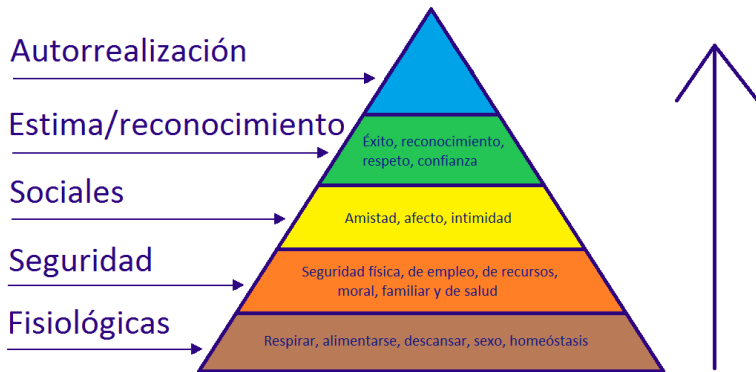 Autorrealización
Estima/reconocimiento
Éxito, reconocimiento,
respeto, confianza
Sociales
Amistad, afecto, intimidad
Seguridad
Seguridad física, de empleo, de recursos,
moral, familiar y de salud
Fisiológicas
Respirar, alimentarse, descansar, sexo, homeóstasis